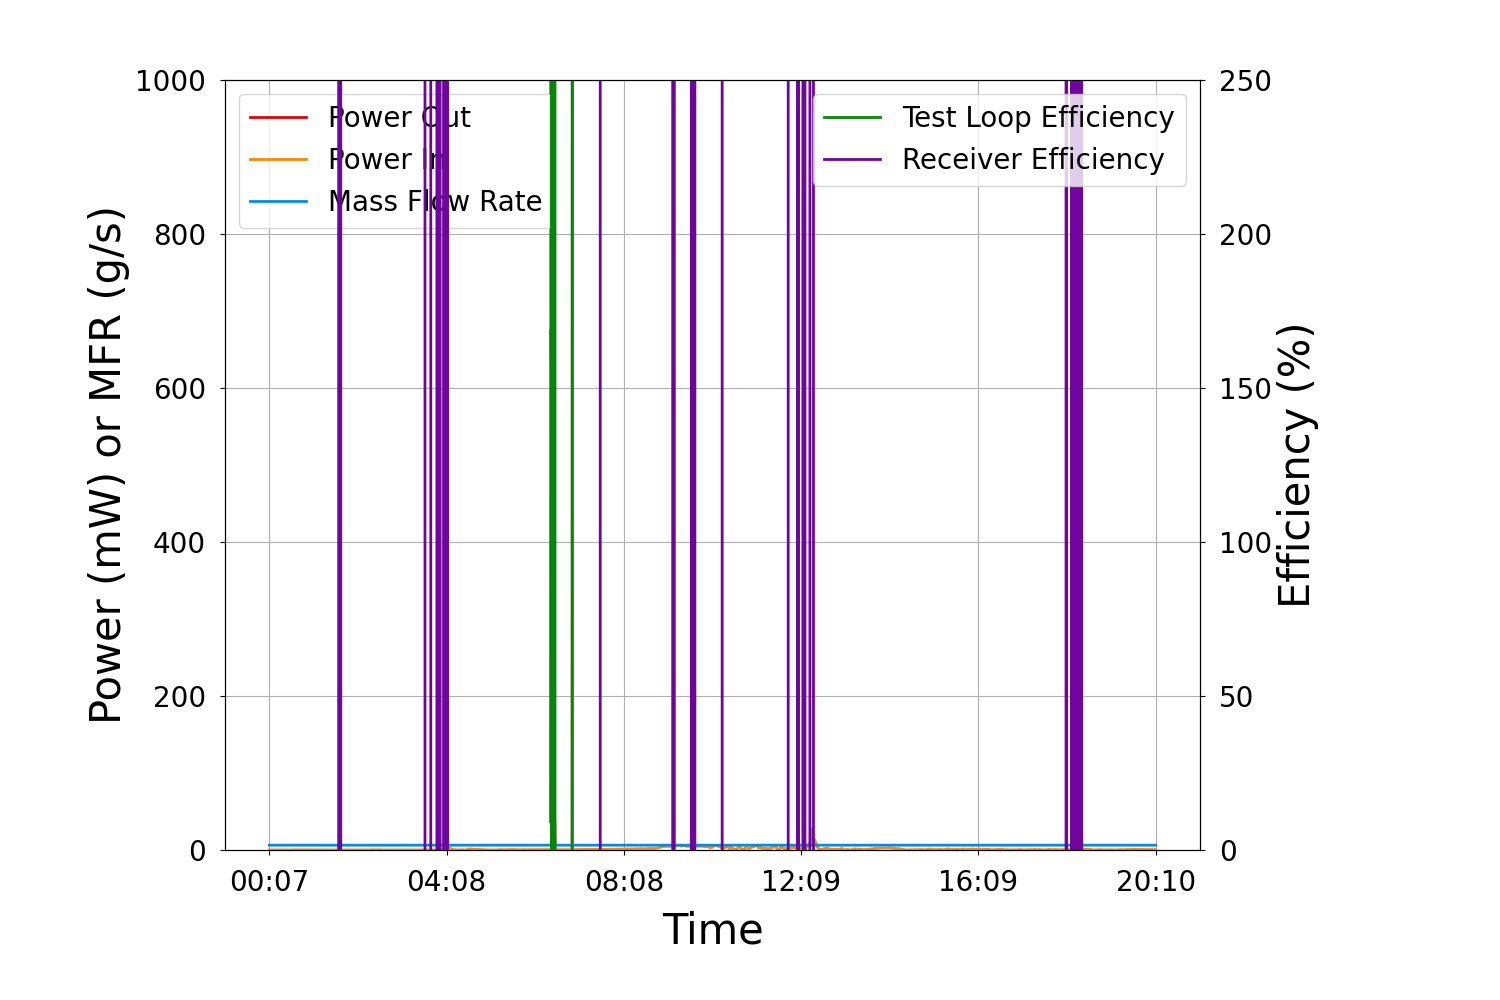 1000
800
600
400
200
0
250
200
150
100
50
0
Power Out
Power In
Mass Flow Rate
Test Loop Efficiency
Receiver Efficiency
Power (mW) or MFR (g/s)
Efficiency (%)
00:07 04:08 08:08 12:09 16:09 20:10
Time